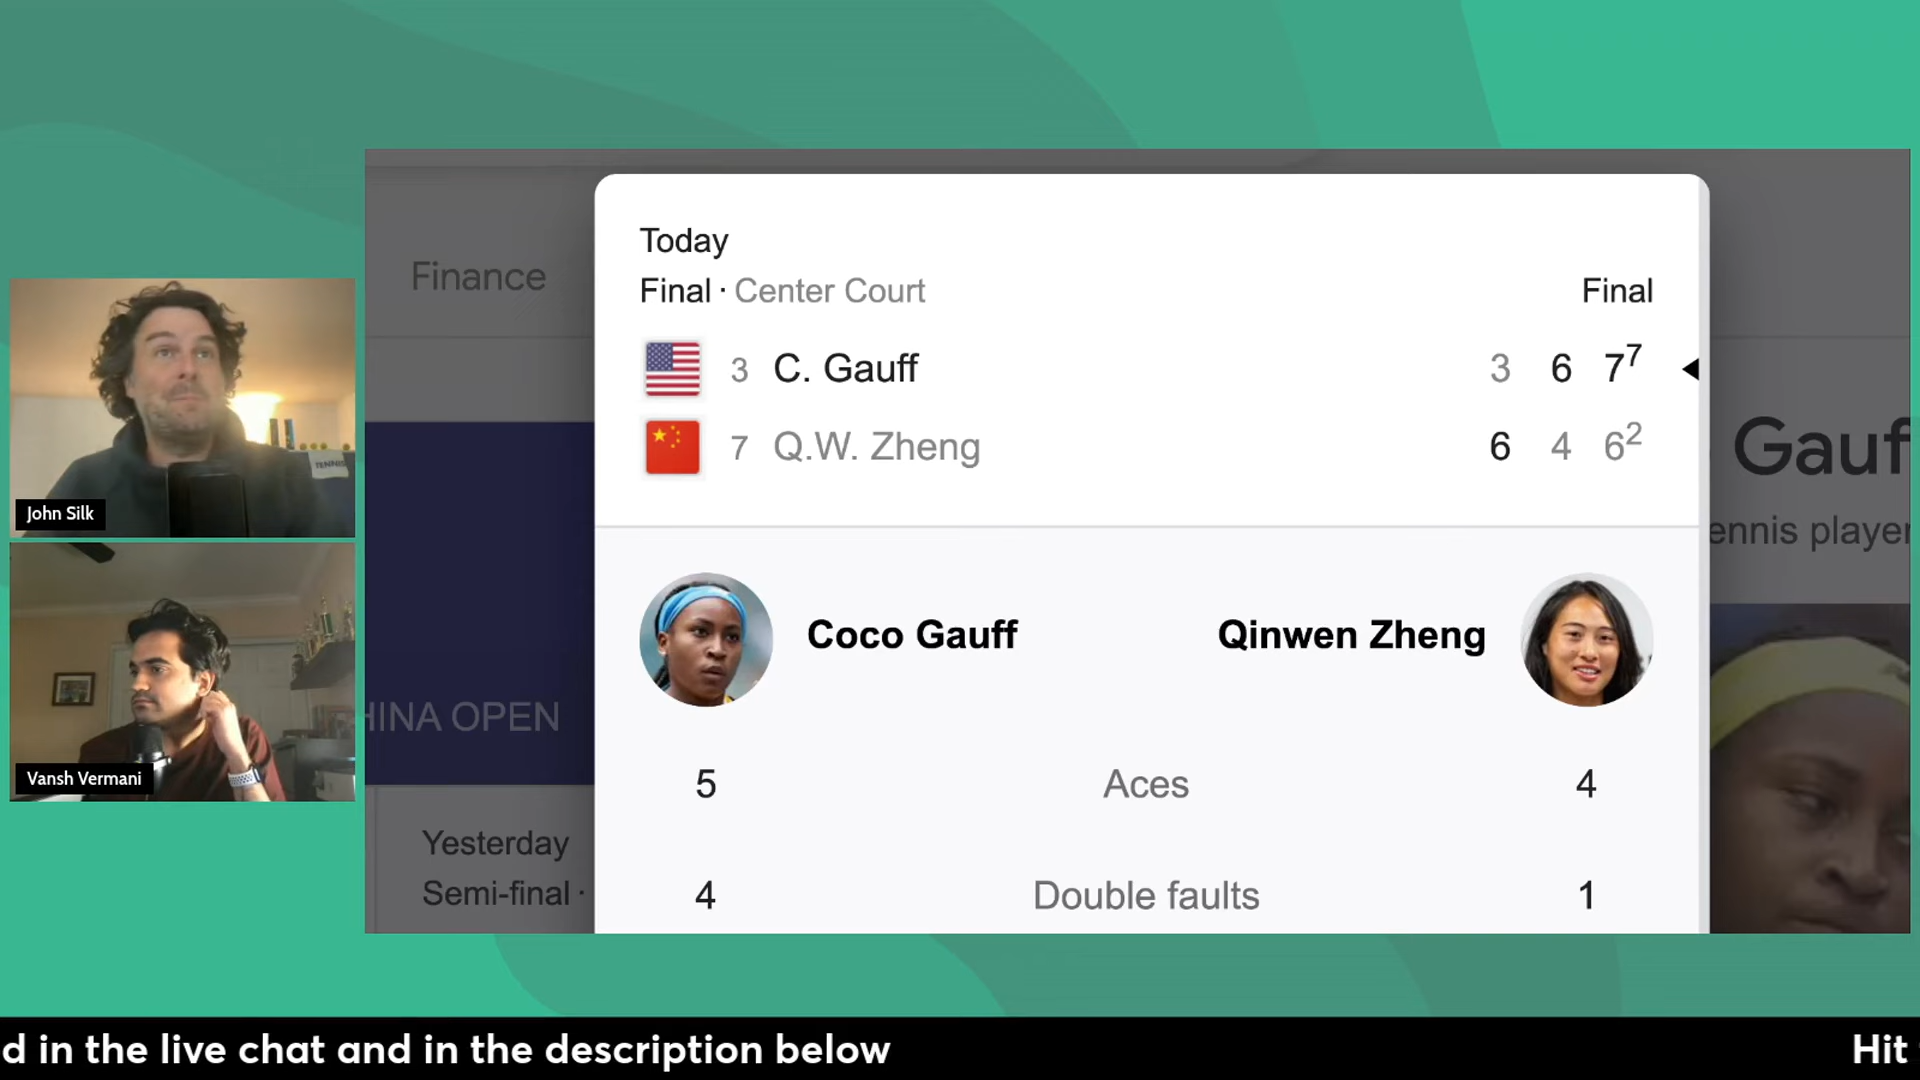 Finance
Today
Final · Center Court
Final
3 C. Gauff 3 6 7⁷
7 Q.W. Zheng 6 4 6²
Gauf
ennis player
TENNIS
John Silk
Coco Gauff
Qinwen Zheng
HINA OPEN
Vansh Vermani
5 Aces 4
Yesterday
Semi-final ·
4 Double faults 1
d in the live chat and in the description below
Hit